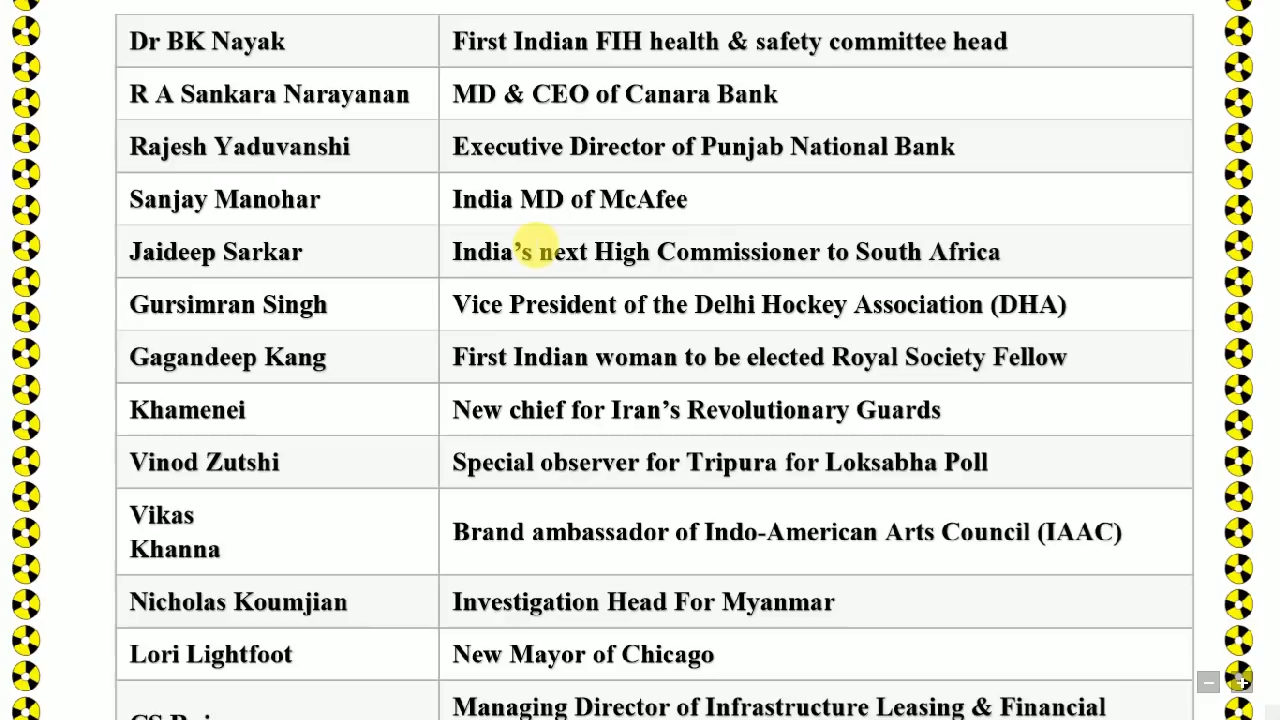 Dr BK Nayak First Indian FIH health & safety committee head
R A Sankara Narayanan MD & CEO of Canara Bank
Rajesh Yaduvanshi Executive Director of Punjab National Bank
Sanjay Manohar India MD of McAfee
Jaideep Sarkar India’s next High Commissioner to South Africa
Gursimran Singh Vice President of the Delhi Hockey Association (DHA)
Gagandeep Kang First Indian woman to be elected Royal Society Fellow
Khamenei New chief for Iran’s Revolutionary Guards
Vinod Zutshi Special observer for Tripura for Loksabha Poll
Vikas
Khanna
Brand ambassador of Indo-American Arts Council (IAAC)
Nicholas Koumjian Investigation Head For Myanmar
Lori Lightfoot New Mayor of Chicago
Managing Director of Infrastructure Leasing & Financial